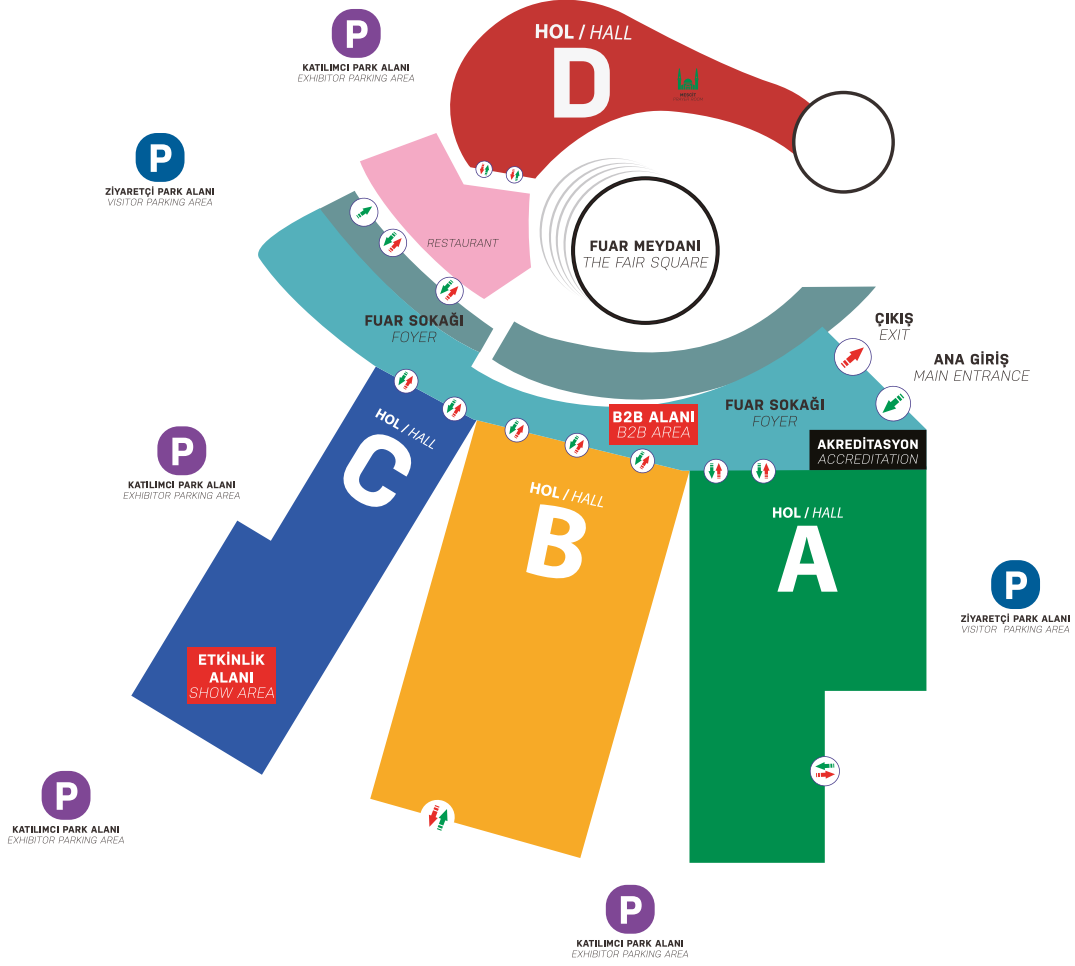 P
KATILIMCI PARK ALANI
EXHIBITOR PARKING AREA
HOL / HALL
D
MESCİT
P
ZİYARETÇİ PARK ALANI
VISITOR PARKING AREA
RESTAURANT
FUAR MEYDANI
THE FAIR SQUARE
FUAR SOKAĞI
FOYER
ÇIKIŞ
EXIT
ANA GİRİŞ
MAIN ENTRANCE
B2B ALANI
B2B AREA
FUAR SOKAĞI
FOYER
AKREDİTASYON
ACCREDITATION
HOL / HALL
C
P
KATILIMCI PARK ALANI
EXHIBITOR PARKING AREA
HOL / HALL
B
HOL / HALL
A
P
ZİYARETÇİ PARK ALANI
VISITOR PARKING AREA
ETKİNLİK
ALANI
SHOW AREA
P
KATILIMCI PARK ALANI
EXHIBITOR PARKING AREA
P
KATILIMCI PARK ALANI
EXHIBITOR PARKING AREA